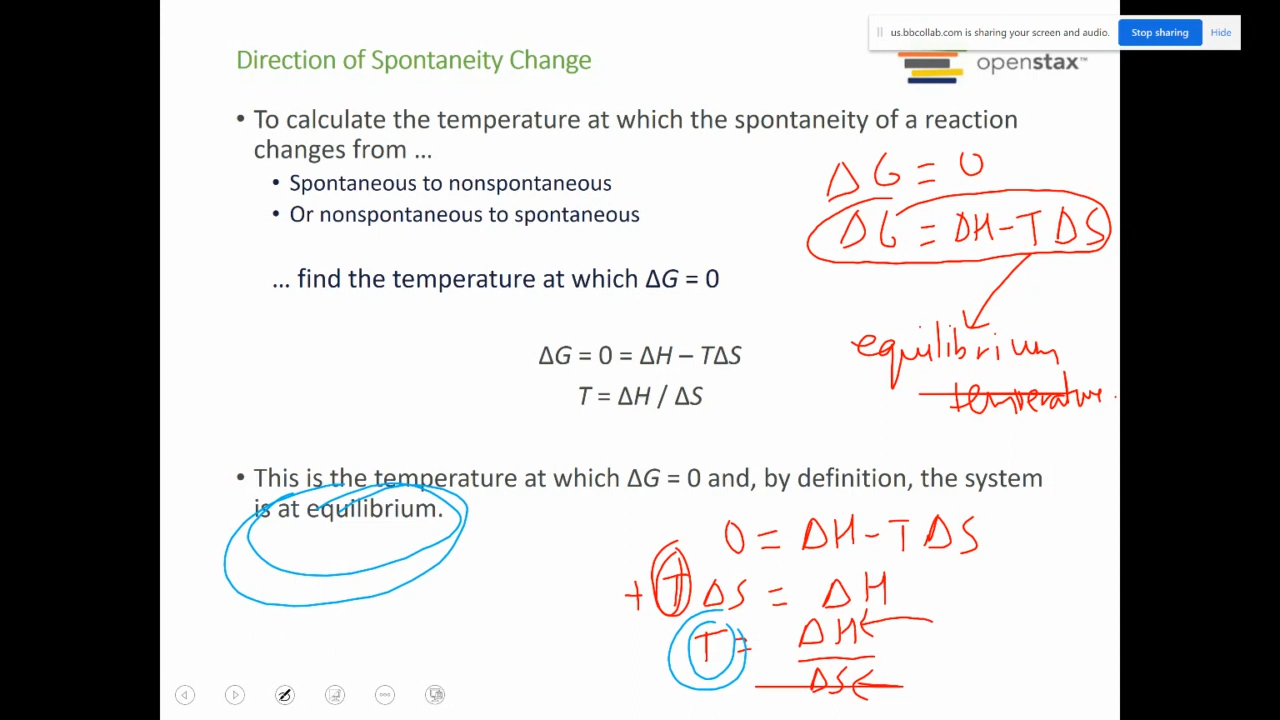 us.bbcollab.com is sharing your screen and audio. Stop sharing Hide
Direction of Spontaneity Change
openstax™
• To calculate the temperature at which the spontaneity of a reaction
changes from ...
• Spontaneous to nonspontaneous
• Or nonspontaneous to spontaneous
... find the temperature at which ΔG = 0
ΔG = 0 = ΔH – TΔS
T = ΔH / ΔS
• This is the temperature at which ΔG = 0 and, by definition, the system
is at equilibrium.
ΔG = 0
ΔG = ΔH - TΔS
equilibrium
temperature.
0 = ΔH - TΔS
+ TΔS = ΔH
T = ΔH
ΔS